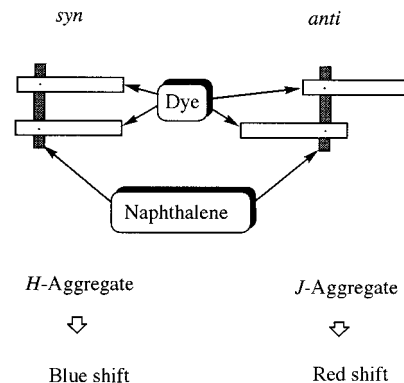 syn anti
Dye
Naphthalene
H-Aggregate J-Aggregate
Blue shift Red shift